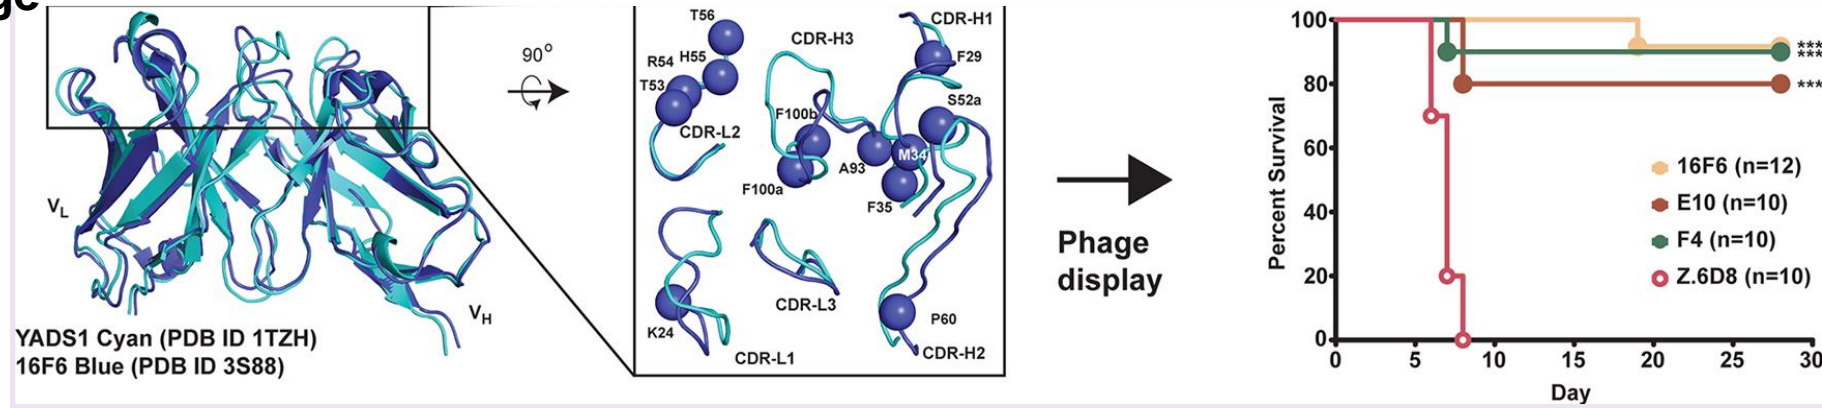 ge
V_L
V_H
YADS1 Cyan (PDB ID 1TZH)
16F6 Blue (PDB ID 3S88)
90°
T56
R54 H55
T53
CDR-L2
CDR-H3
CDR-H1
F29
S52a
F100b
A93
M34
F100a
F35
K24
CDR-L1
CDR-L3
P60
CDR-H2
Phage
display
Percent Survival
100
80
60
40
20
0
0 5 10 15 20 25 30
Day
***
***
***
16F6 (n=12)
E10 (n=10)
F4 (n=10)
Z.6D8 (n=10)